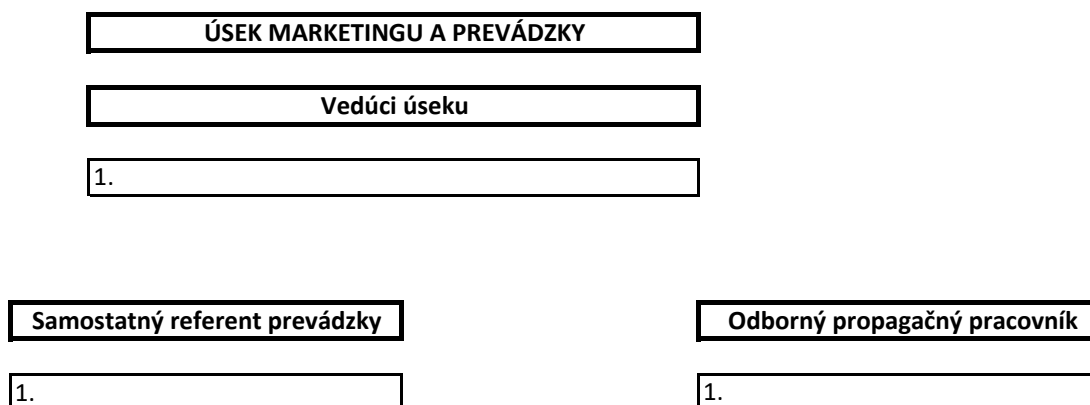 ÚSEK MARKETINGU A PREVÁDZKY
Vedúci úseku
1.
Samostatný referent prevádzky
Odborný propagačný pracovník
1.
1.